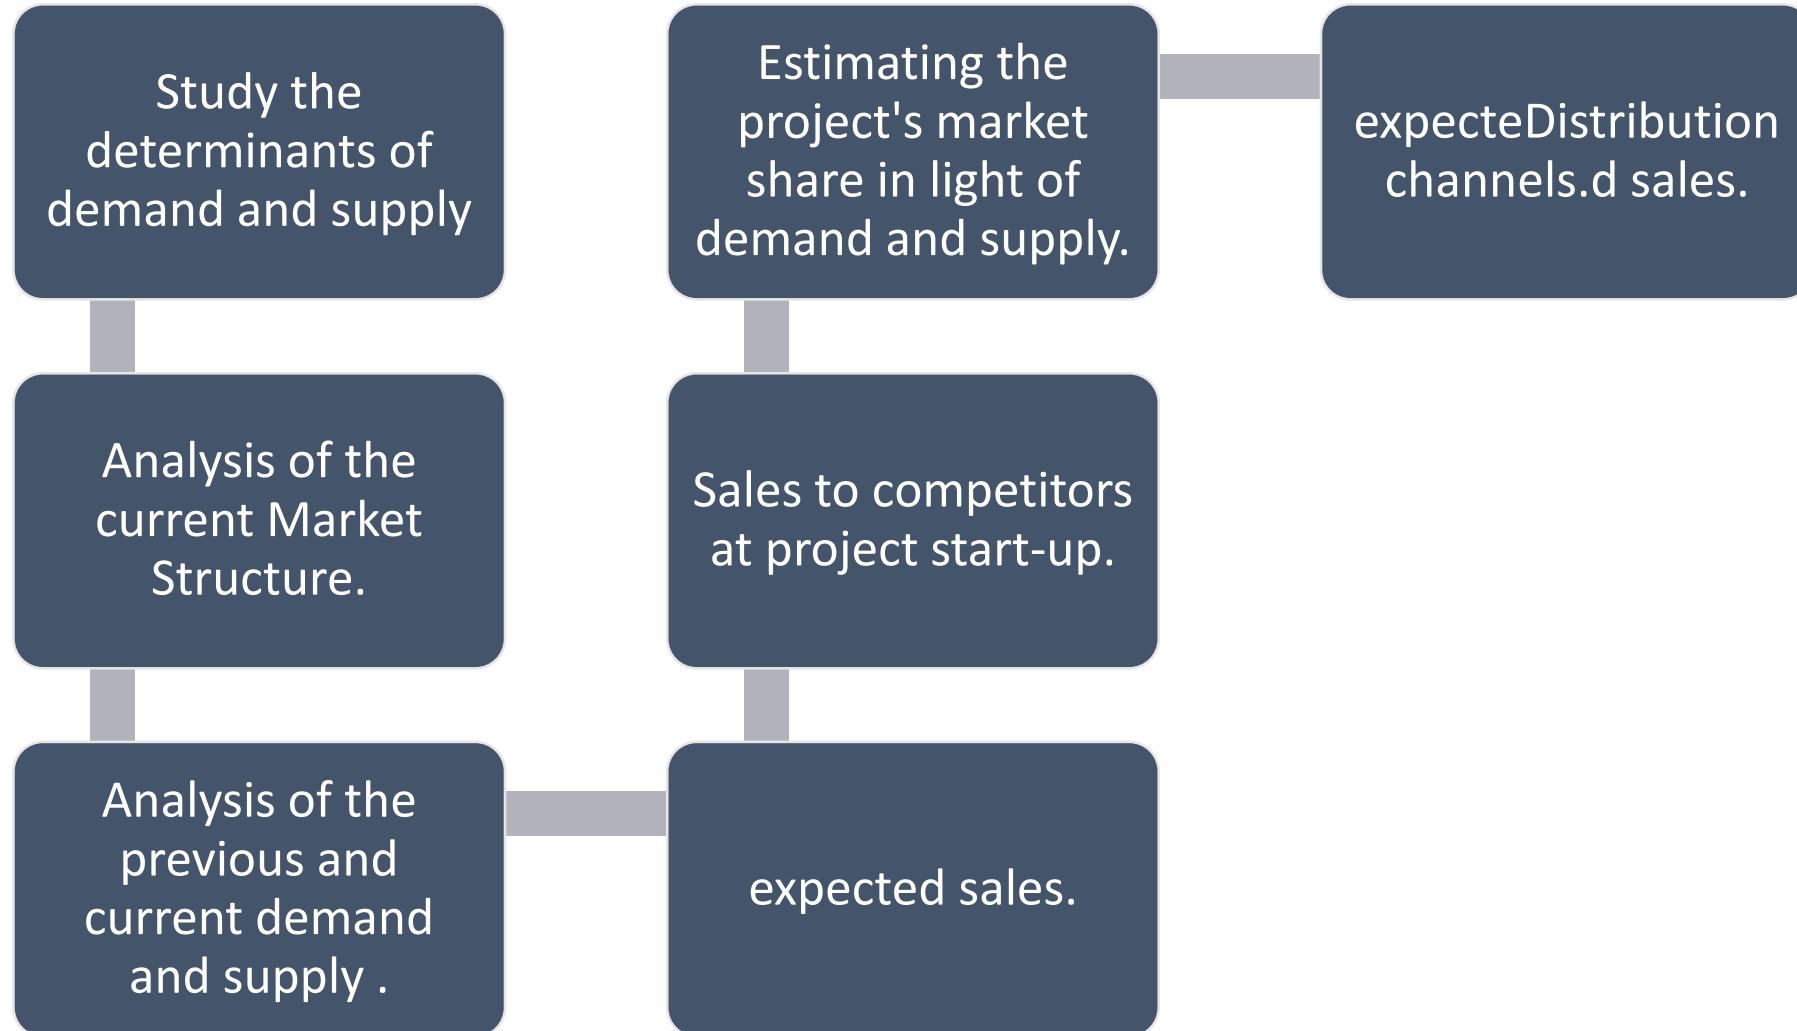 Study the
determinants of
demand and supply
Analysis of the
current Market
Structure.
Analysis of the
previous and
current demand
and supply .
expected sales.
Sales to competitors
at project start-up.
Estimating the
project's market
share in light of
demand and supply.
expecteDistribution
channels.d sales.